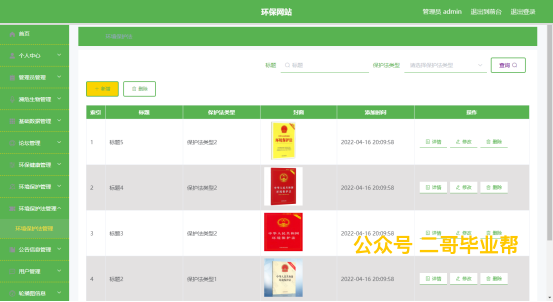 环保网站
管理员 admin 退出到前台 退出登录
首页
个人中心
管理员管理
濒危生物管理
基础数据管理
论坛管理
环保健康管理
环境保护管理
环境保护法管理
环境保护法管理
公告信息管理
用户管理
轮播图信息
环境保护法
标题 标题 保护法类型 请选择保护法类型 查询
+ 新增 删除
索引 标题 保护法类型 封面 添加时间 操作
1 标题5 保护法类型2 2022-04-16 20:09:58 详情 修改 删除
2 标题4 保护法类型2 2022-04-16 20:09:58 详情 修改 删除
3 标题3 保护法类型2 2022-04-16 20:09:58 详情 修改 删除
4 标题2 保护法类型1 2022-04-16 20:09:58 详情 修改 删除
公众号 二哥毕业帮